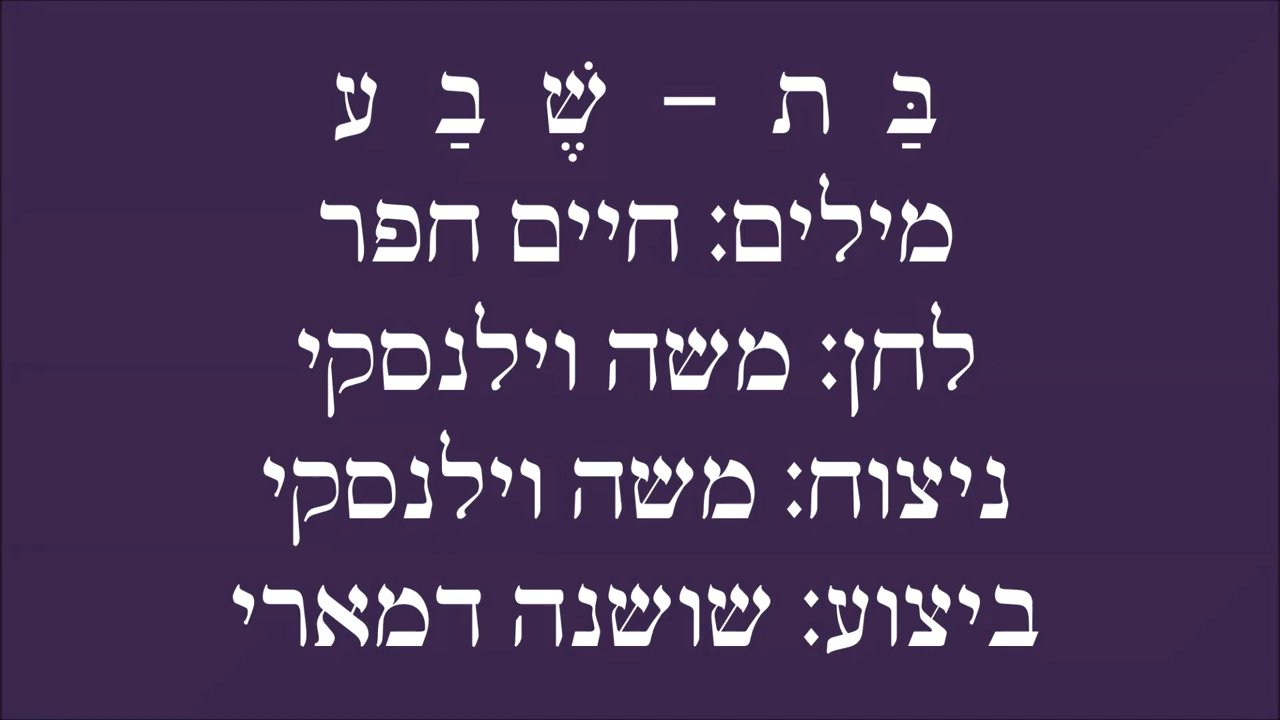 בַּת – שֶׁבַע
מילים: חיים חפר
לחן: משה וילנסקי
ניצוח: משה וילנסקי
ביצוע: שושנה דמארי